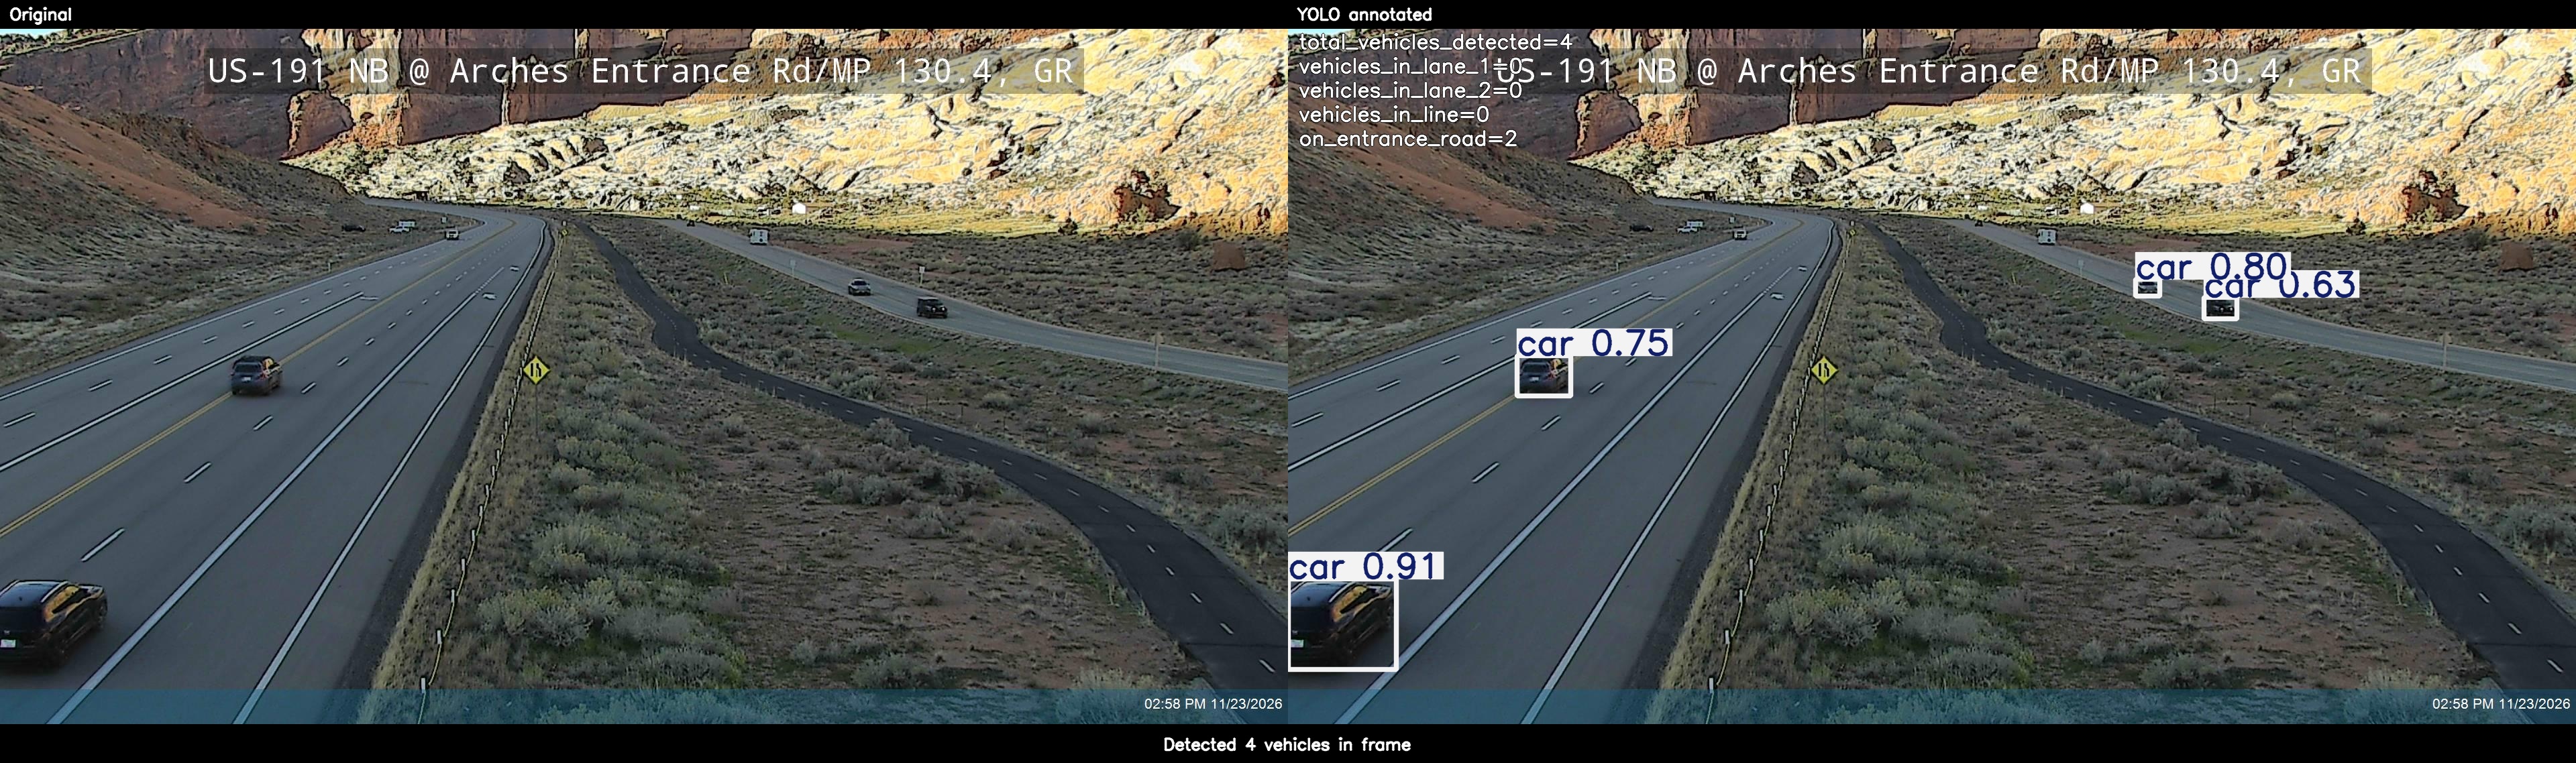 Original
US-191 NB @ Arches Entrance Rd/MP 130.4, GR
02:58 PM 11/23/2026
YOLO annotated
total_vehicles_detected=4
vehicles_in_lane_1=0
US-191 NB @ Arches Entrance Rd/MP 130.4, GR
vehicles_in_lane_2=0
vehicles_in_line=0
on_entrance_road=2
car 0.80
car 0.63
car 0.75
car 0.91
02:58 PM 11/23/2026
Detected 4 vehicles in frame